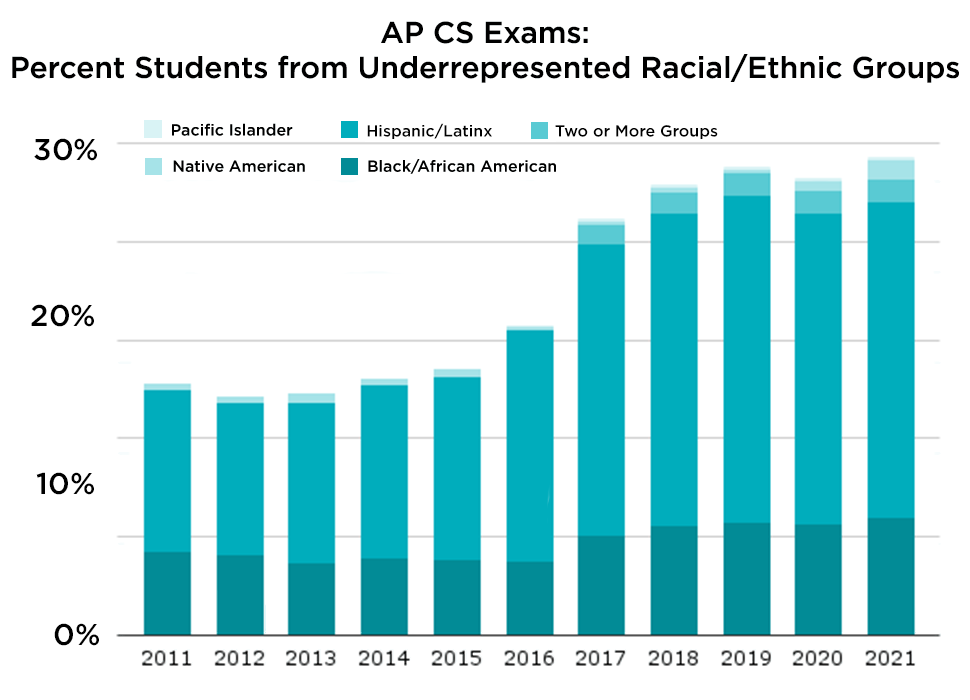 AP CS Exams:
Percent Students from Underrepresented Racial/Ethnic Groups
Pacific Islander Hispanic/Latinx Two or More Groups
Native American Black/African American
30%
20%
10%
0%
2011 2012 2013 2014 2015 2016 2017 2018 2019 2020 2021